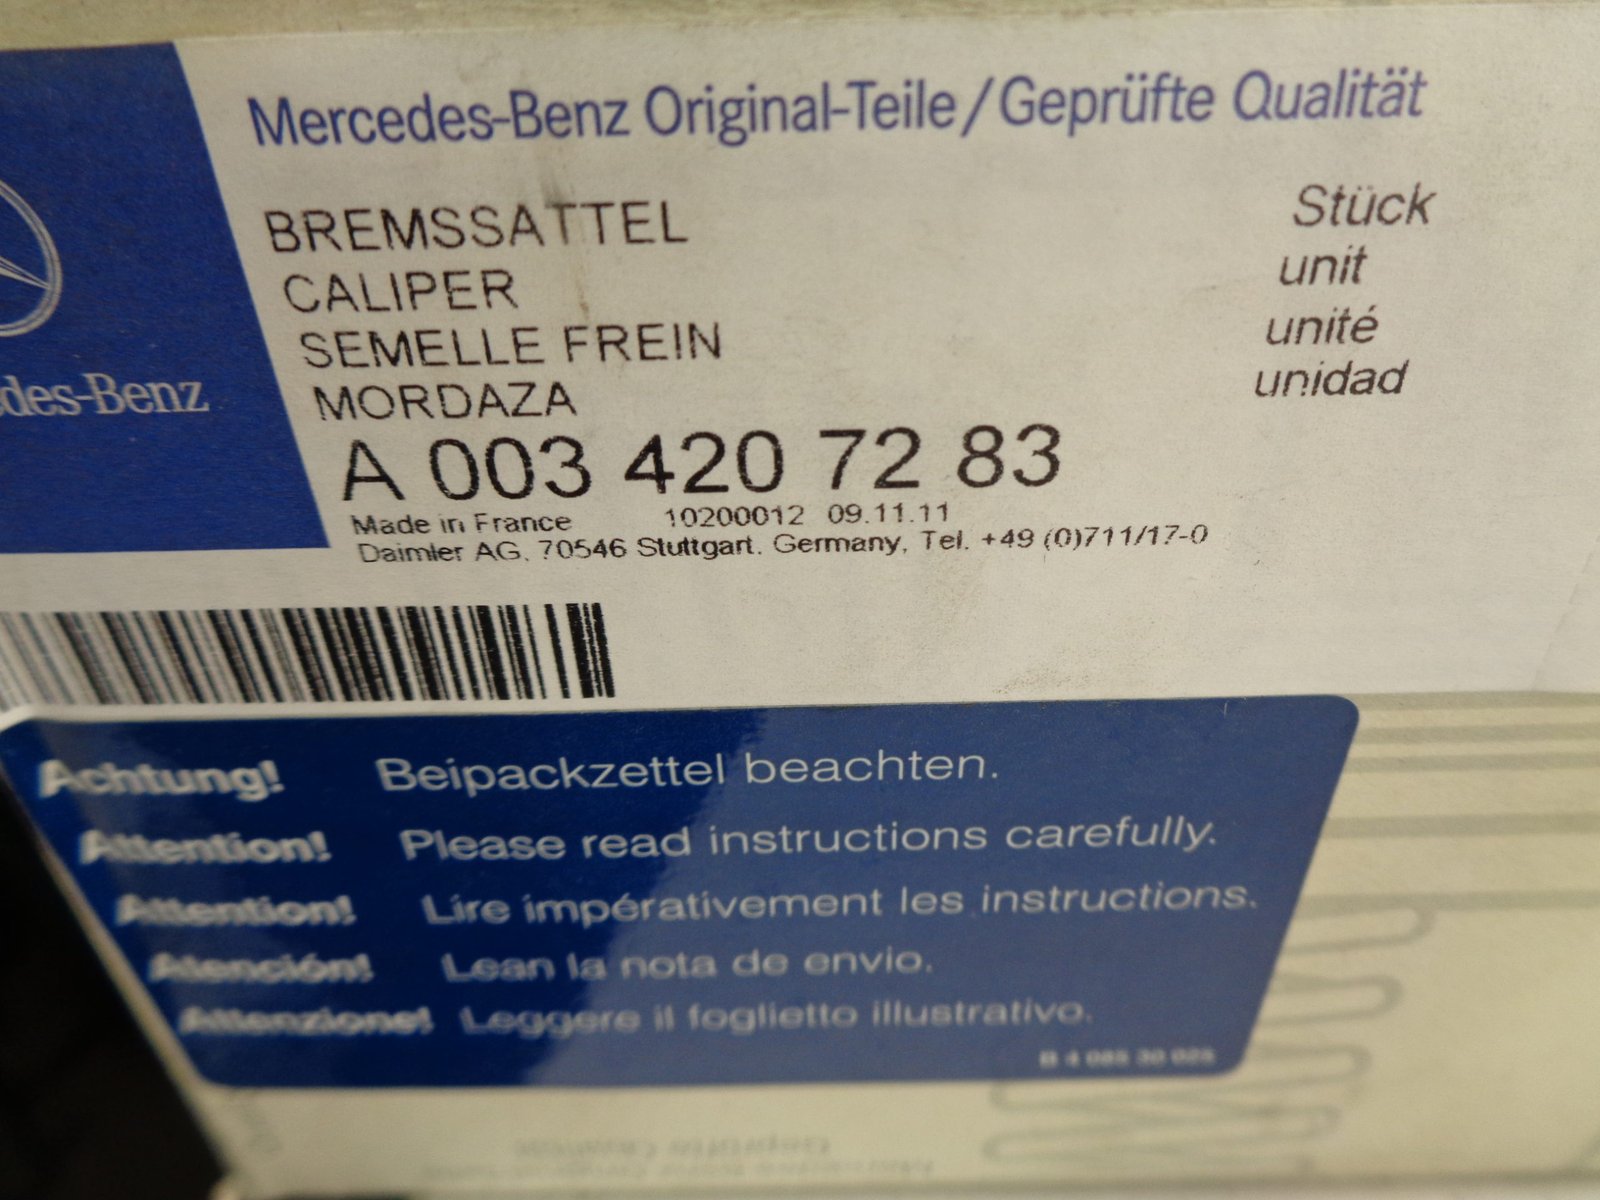 Mercedes-Benz Original-Teile/Geprüfte Qualität
BREMSSATTEL
CALIPER
SEMELLE FREIN
MORDAZA
Stück
unit
unité
unidad
A 003 420 72 83
Made in France 10200012 09.11.11
Daimler AG, 70546 Stuttgart, Germany, Tel. +49 (0)711/17-0
des-Benz
Achtung! Beipackzettel beachten.
Attention! Please read instructions carefully.
Attention! Lire impérativement les instructions.
Atención! Lean la nota de envio.
Attenzione! Leggere il foglietto illustrativo.